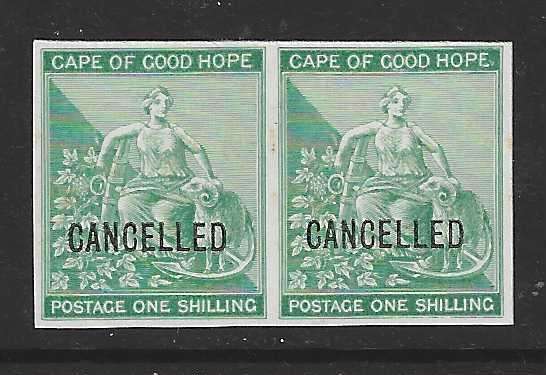 CAPE OF GOOD HOPE
CANCELLED
POSTAGE ONE SHILLING
CAPE OF GOOD HOPE.
CANCELLED
POSTAGE ONE SHILLING